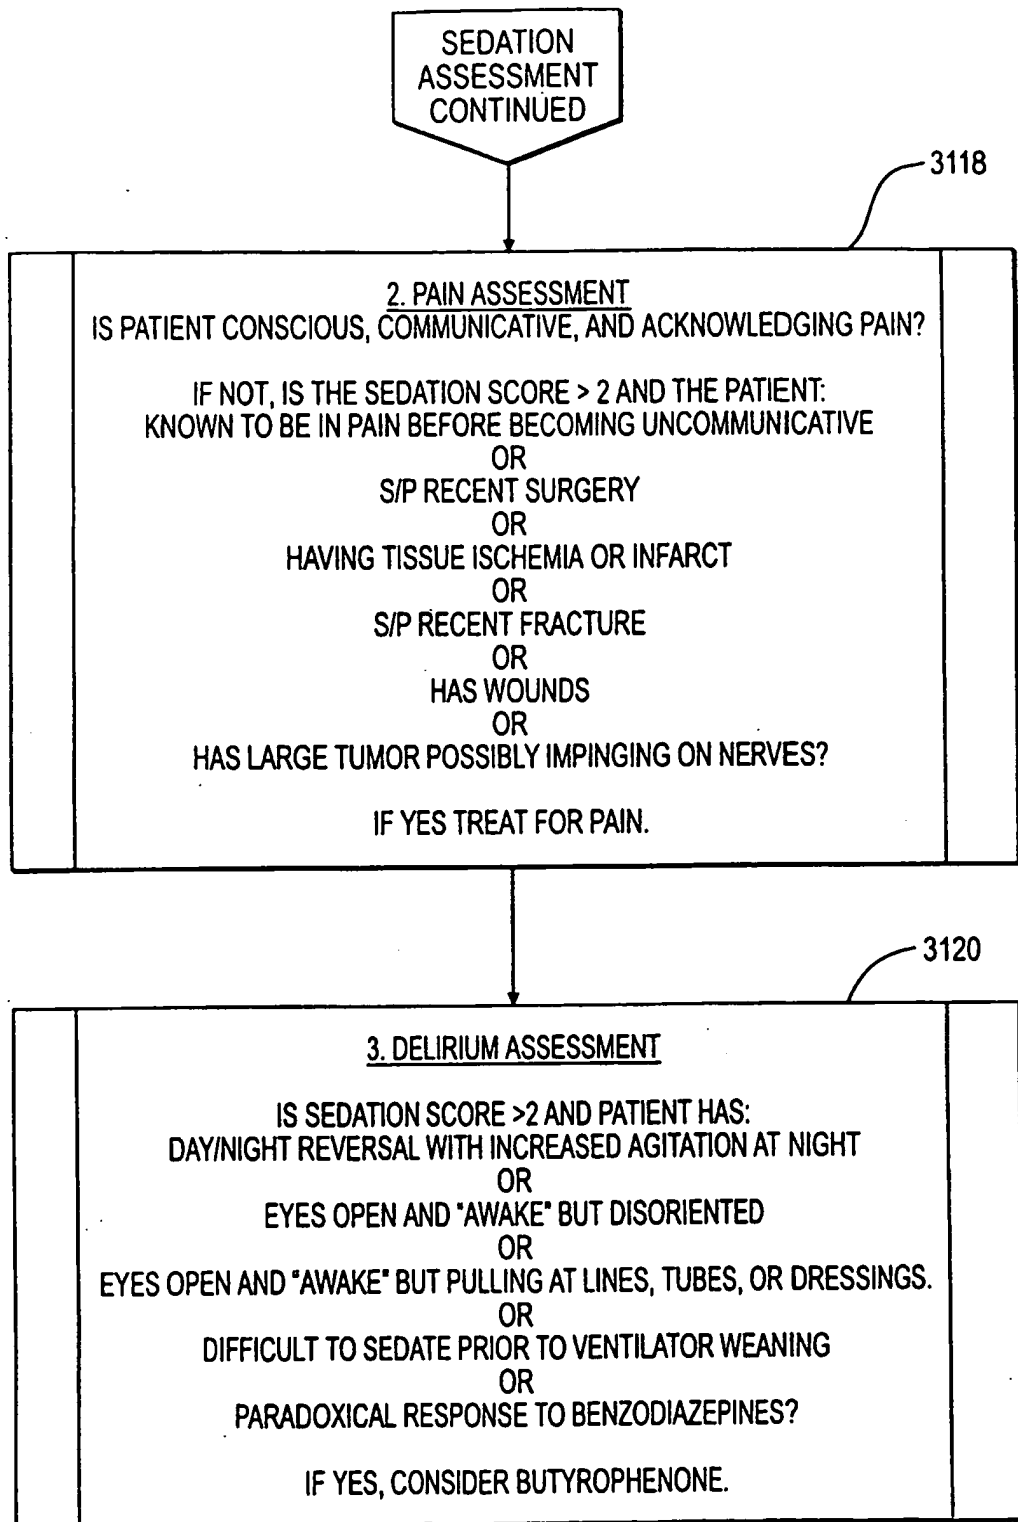 SEDATION
ASSESSMENT
CONTINUED
3118
2. PAIN ASSESSMENT
IS PATIENT CONSCIOUS, COMMUNICATIVE, AND ACKNOWLEDGING PAIN?
IF NOT, IS THE SEDATION SCORE > 2 AND THE PATIENT:
KNOWN TO BE IN PAIN BEFORE BECOMING UNCOMMUNICATIVE
OR
S/P RECENT SURGERY
OR
HAVING TISSUE ISCHEMIA OR INFARCT
OR
S/P RECENT FRACTURE
OR
HAS WOUNDS
OR
HAS LARGE TUMOR POSSIBLY IMPINGING ON NERVES?
IF YES TREAT FOR PAIN.
3120
3. DELIRIUM ASSESSMENT
IS SEDATION SCORE >2 AND PATIENT HAS:
DAY/NIGHT REVERSAL WITH INCREASED AGITATION AT NIGHT
OR
EYES OPEN AND "AWAKE" BUT DISORIENTED
OR
EYES OPEN AND "AWAKE" BUT PULLING AT LINES, TUBES, OR DRESSINGS.
OR
DIFFICULT TO SEDATE PRIOR TO VENTILATOR WEANING
OR
PARADOXICAL RESPONSE TO BENZODIAZEPINES?
IF YES, CONSIDER BUTYROPHENONE.